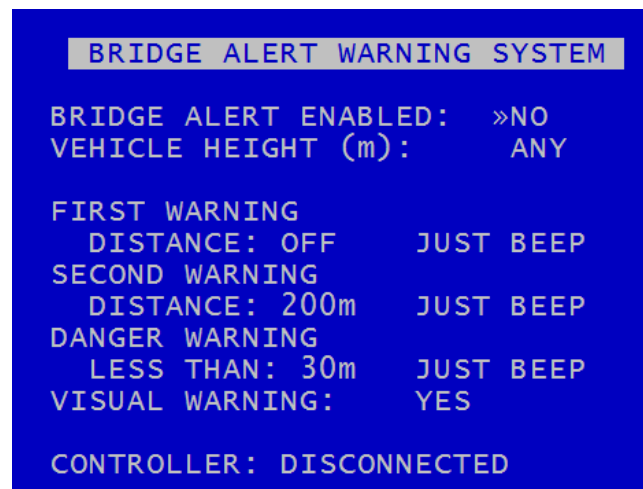 BRIDGE ALERT WARNING SYSTEM
BRIDGE ALERT ENABLED: »NO
VEHICLE HEIGHT (m): ANY
FIRST WARNING
DISTANCE: OFF JUST BEEP
SECOND WARNING
DISTANCE: 200m JUST BEEP
DANGER WARNING
LESS THAN: 30m JUST BEEP
VISUAL WARNING: YES
CONTROLLER: DISCONNECTED